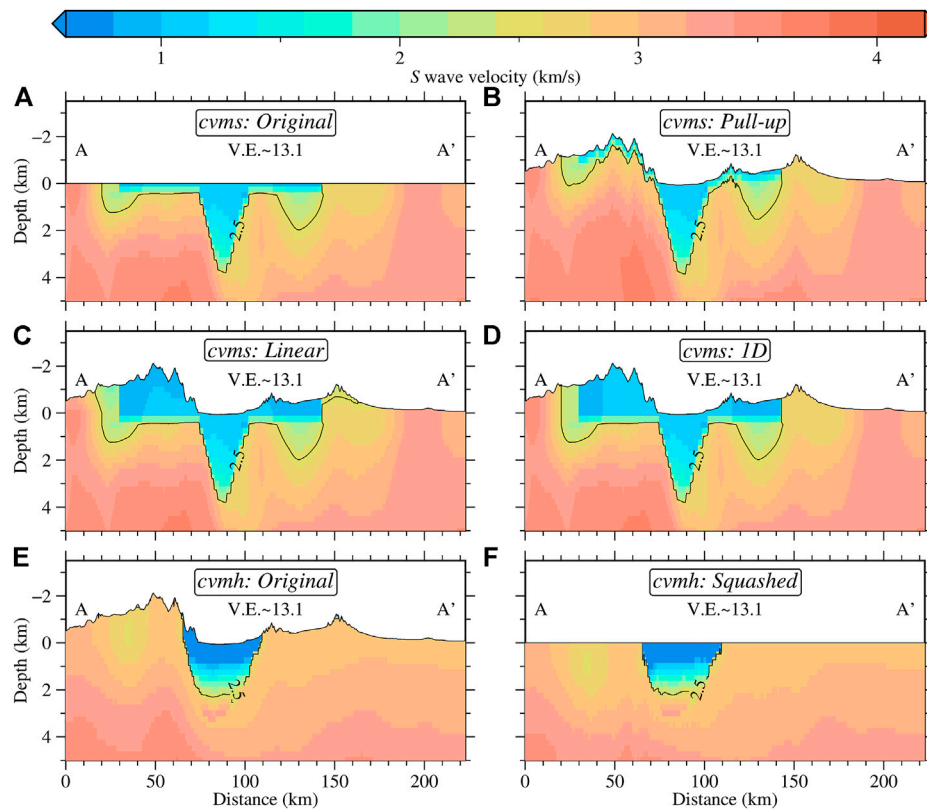 1 2 3 4
S wave velocity (km/s)
A B
cvms: Original cvms: Pull-up
A V.E.~13.1 A' A V.E.~13.1 A'
Depth (km)
−2
0
2
4
2.5 2.5
C D
cvms: Linear cvms: 1D
A V.E.~13.1 A' A V.E.~13.1 A'
Depth (km)
−2
0
2
4
2.5 2.5
E F
cvmh: Original cvmh: Squashed
A V.E.~13.1 A' A V.E.~13.1 A'
Depth (km)
−2
0
2
4
2.5 2.5
0 50 100 150 200 0 50 100 150 200
Distance (km) Distance (km)